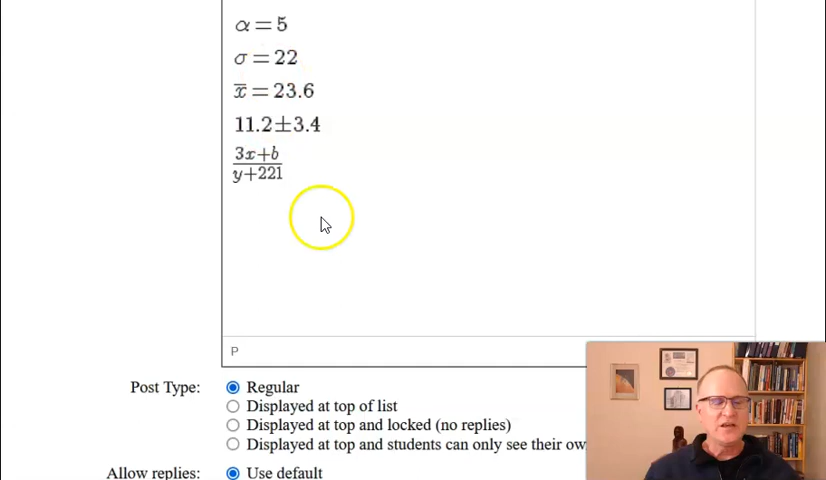 α = 5
σ = 22
x̅ = 23.6
11.2±3.4
3x+b
y+221
P
Post Type:
Regular
Displayed at top of list
Displayed at top and locked (no replies)
Displayed at top and students can only see their ow
Allow replies:
Use default